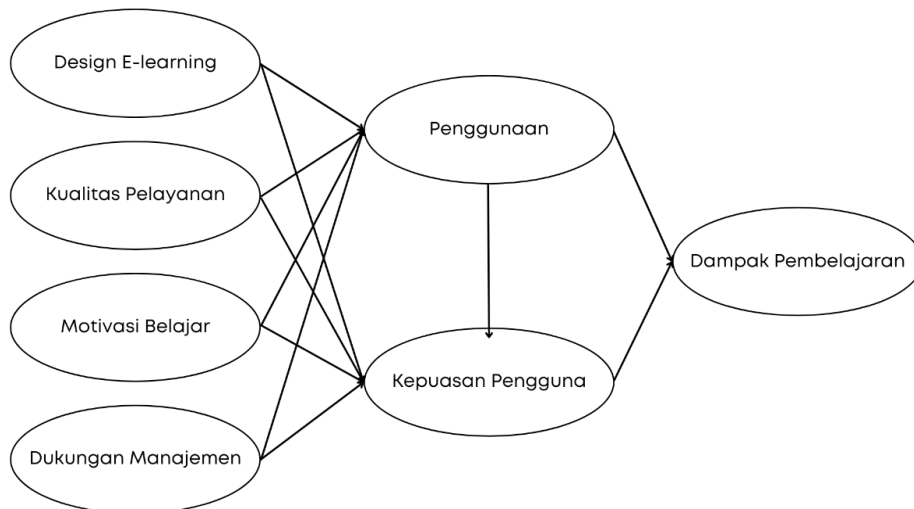 Design E-learning
Kualitas Pelayanan
Motivasi Belajar
Dukungan Manajemen
Penggunaan
Kepuasan Pengguna
Dampak Pembelajaran